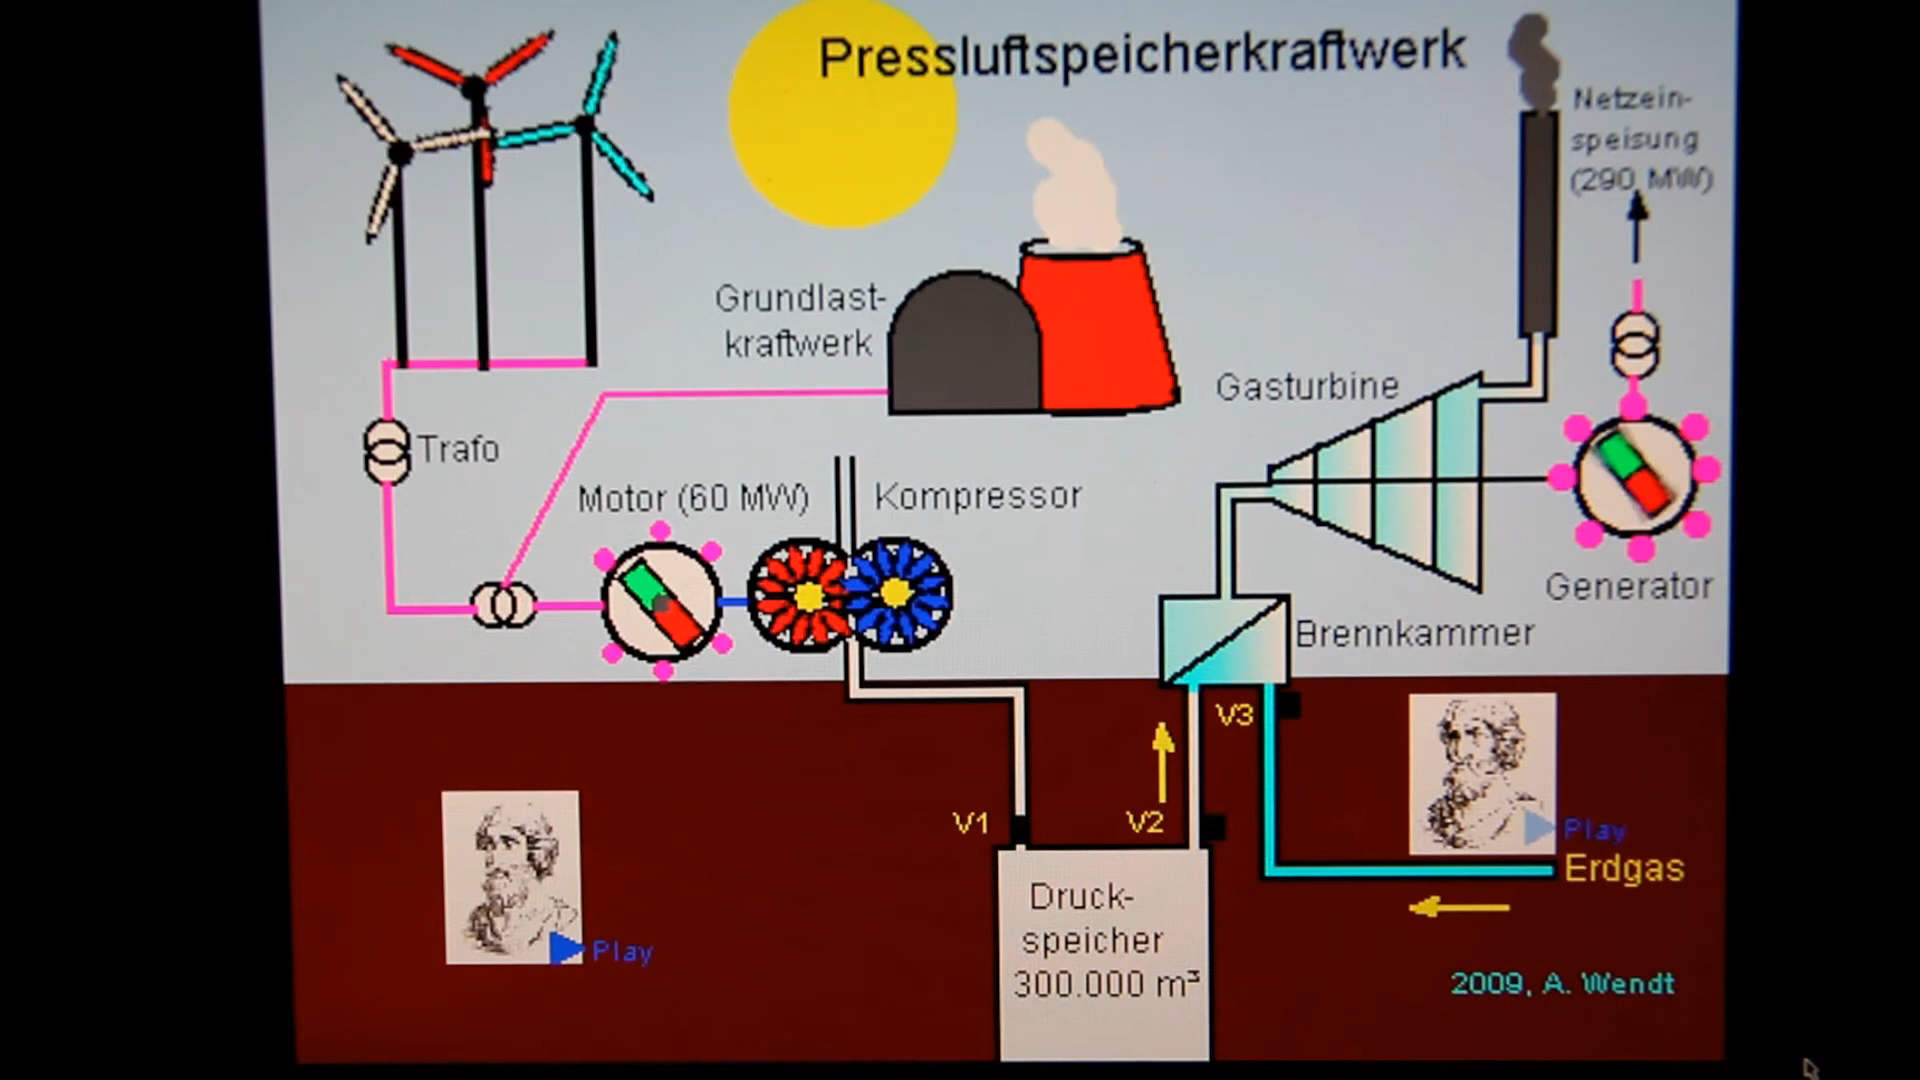 Pressluftspeicherkraftwerk
Netzein-
speisung
(290 MW)
Grundlast-
kraftwerk
Gasturbine
Trafo
Motor (60 MW)
Kompressor
Generator
Brennkammer
V3
V1
V2
Play
Erdgas
Druck-
speicher
300.000 m³
Play
2009, A. Wendt